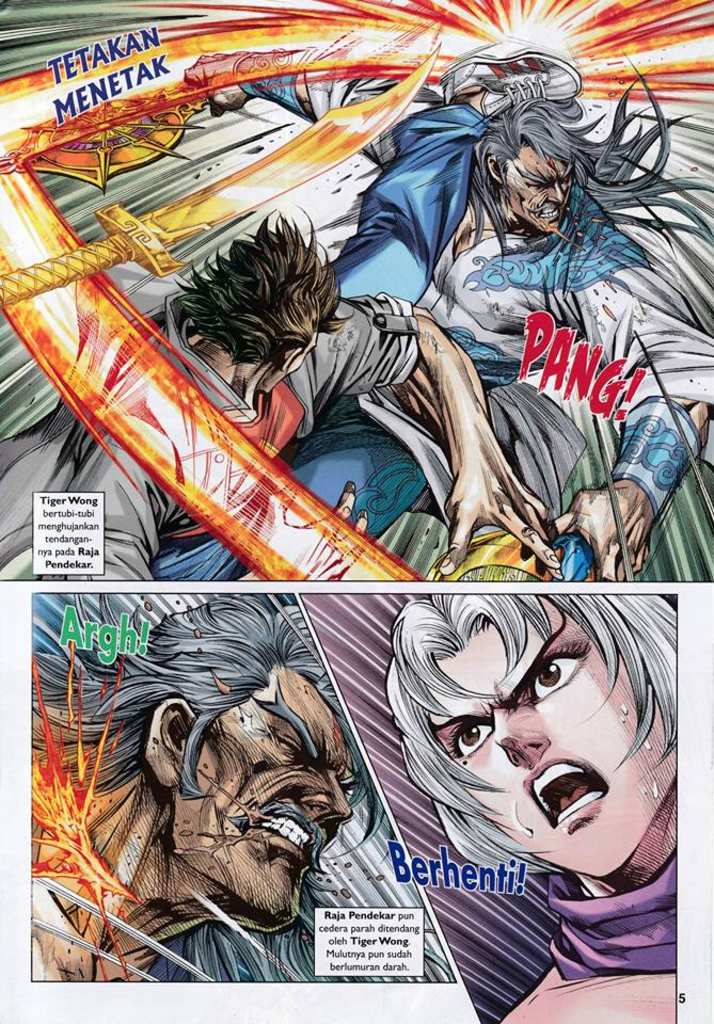 TETAKAN
MENETAK
PANG!
Tiger Wong
bertubi-tubi
menghujankan
tendangan-
nya pada Raja
Pendekar.
Argh!
Berhenti!
Raja Pendekar pun
cedera parah ditendang
oleh Tiger Wong.
Mulutnya pun sudah
berlumuran darah.
5